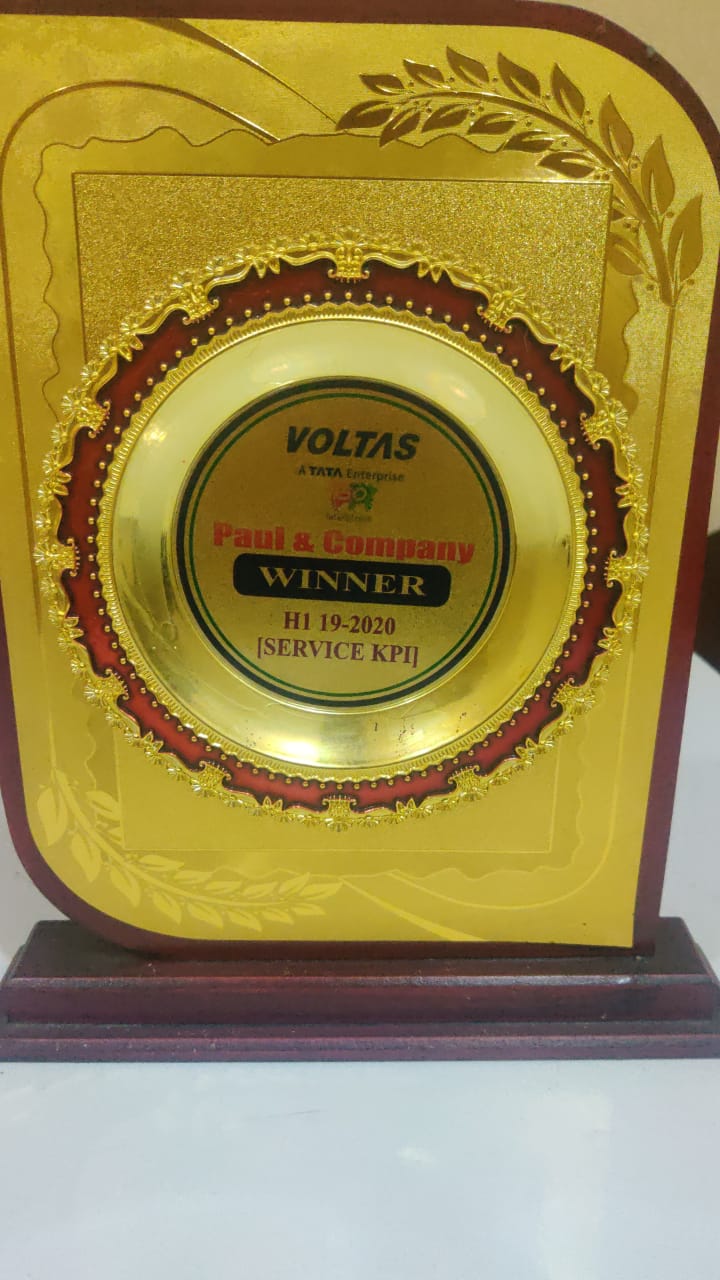 VOLTAS
A TATA Enterprise
Paul & Company
WINNER
H1 19-2020
[SERVICE KPI]